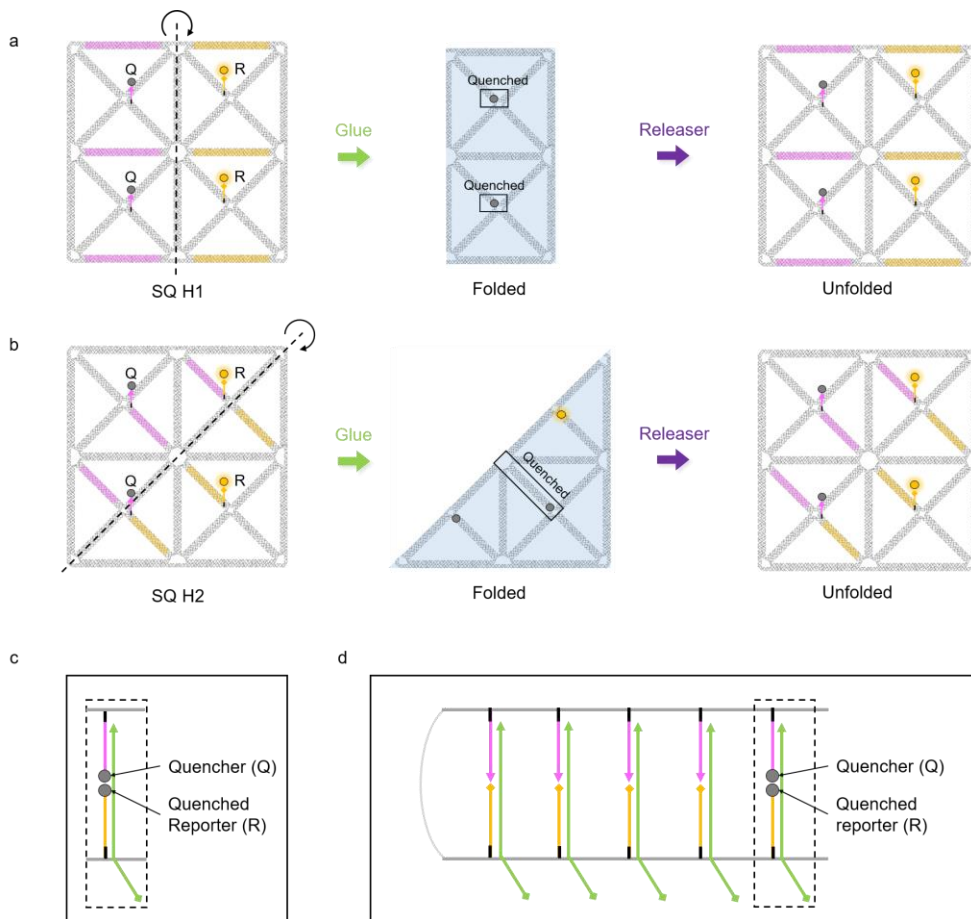 a
Q
R
Q
R
SQ H1
Glue
Quenched
Quenched
Folded
Releaser
Unfolded
b
Q
R
Q
R
SQ H2
Glue
Quenched
Folded
Releaser
Unfolded
c
Quencher (Q)
Quenched
Reporter (R)
d
Quencher (Q)
Quenched
reporter (R)